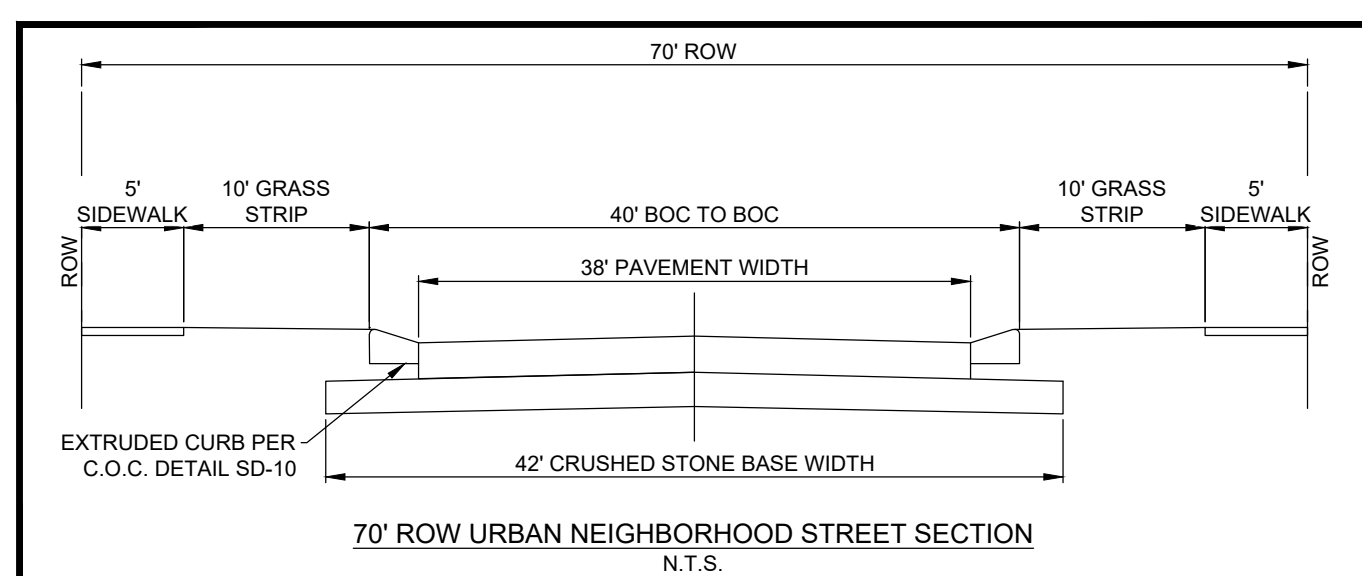 70' ROW
5'
SIDEWALK
10' GRASS
STRIP
40' BOC TO BOC
10' GRASS
STRIP
5'
SIDEWALK
ROW
38' PAVEMENT WIDTH
ROW
EXTRUDED CURB PER
C.O.C. DETAIL SD-10
42' CRUSHED STONE BASE WIDTH
70' ROW URBAN NEIGHBORHOOD STREET SECTION
N.T.S.